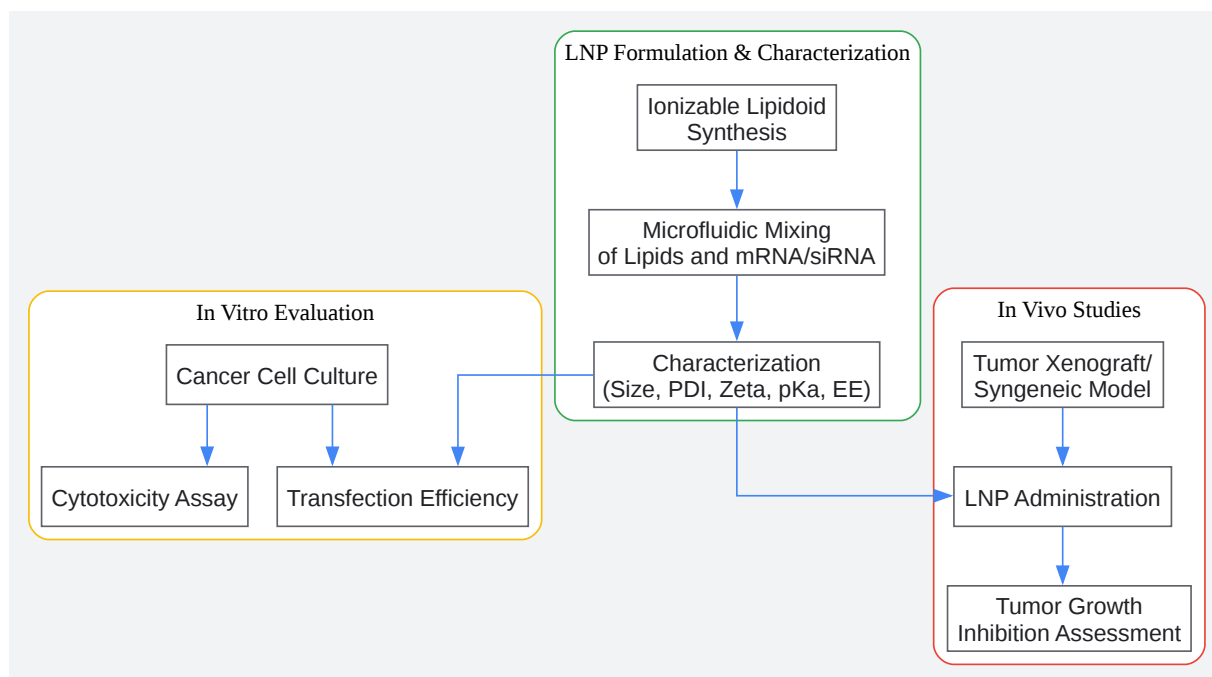 LNP Formulation & Characterization
Ionizable Lipidoid
Synthesis
Microfluidic Mixing
of Lipids and mRNA/siRNA
Characterization
(Size, PDI, Zeta, pKa, EE)
In Vitro Evaluation
Cancer Cell Culture
Cytotoxicity Assay
Transfection Efficiency
In Vivo Studies
Tumor Xenograft/
Syngeneic Model
LNP Administration
Tumor Growth
Inhibition Assessment